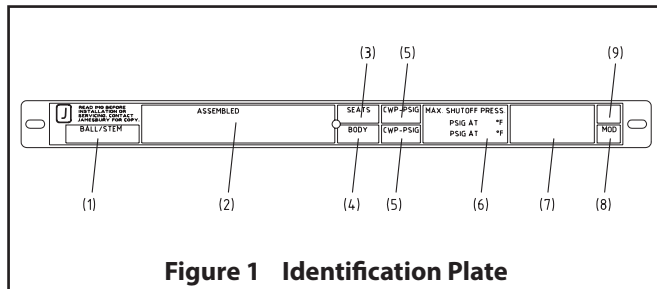 (3) (5) (9)
J
READ IMO BEFORE
INSTALLATION OR
SERVICING. CONTACT
JAMESBURY FOR COPY.
BALL/STEM
ASSEMBLED
SEATS
BODY
CWP-PSIG
CWP-PSIG
MAX. SHUTOFF PRESS.
PSIG AT °F
PSIG AT °F
MOD
(1) (2) (4) (5) (6) (7) (8)
Figure 1 Identification Plate